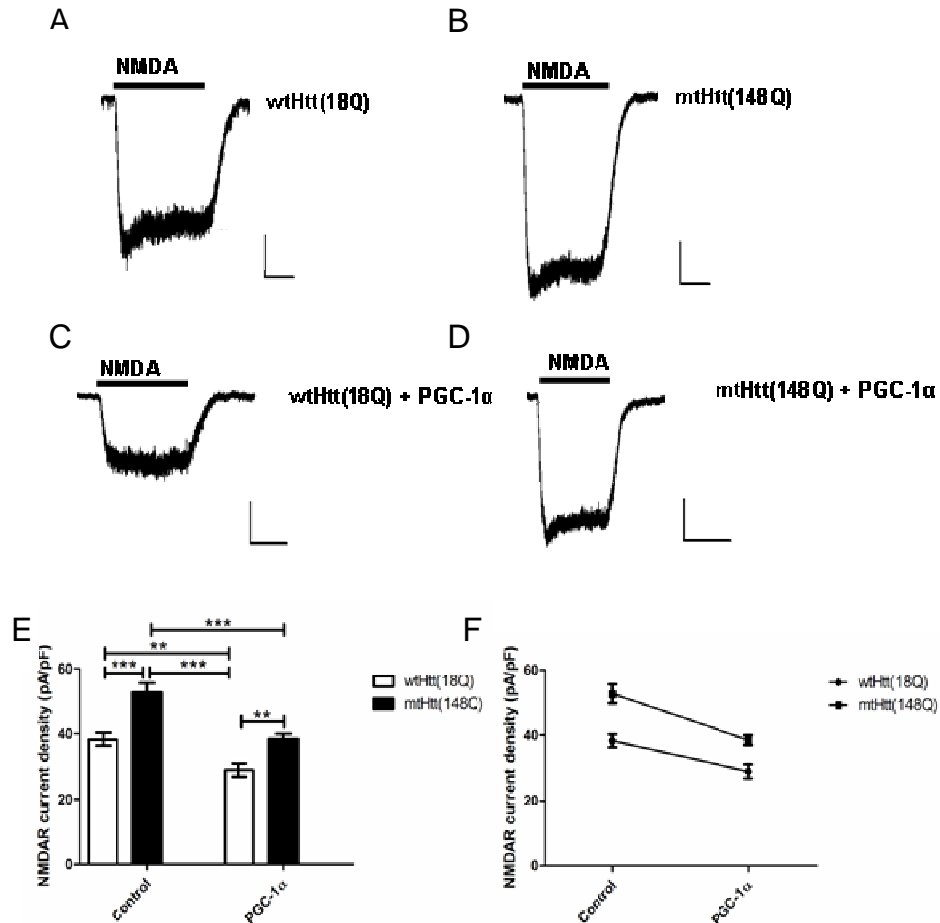 A
NMDA
wtHtt(18Q)
B
NMDA
mtHtt(148Q)
C
NMDA
wtHtt(18Q) + PGC-1α
D
NMDA
mtHtt(148Q) + PGC-1α
E
***
**
***
***
**
NMDAR current density (pA/pF)
60
40
20
0
Control
PGC-1α
wtHtt(18Q)
mtHtt(148Q)
F
NMDAR current density (pA/pF)
60
40
20
0
Control
PGC-1α
wtHtt(18Q)
mtHtt(148Q)